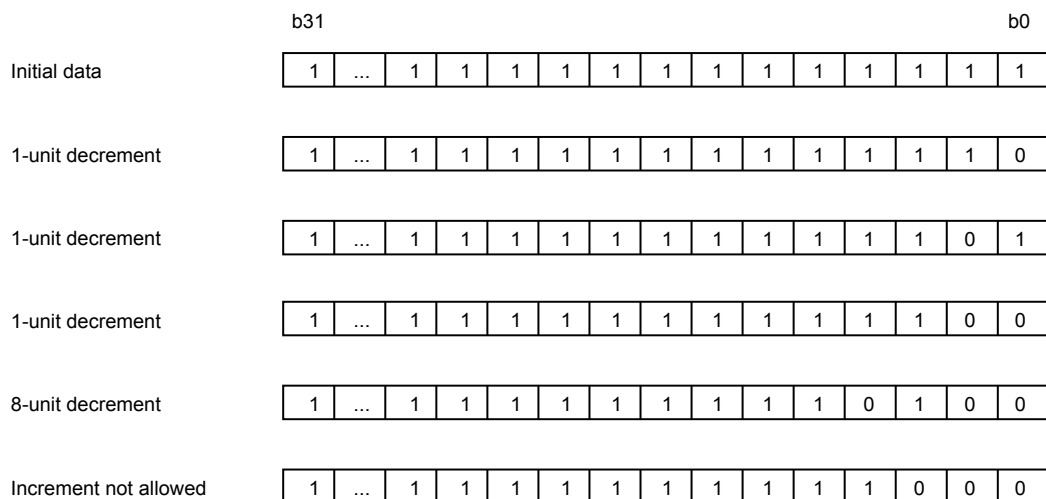 b31 b0
Initial data 1 ... 1 1 1 1 1 1 1 1 1 1 1 1 1
1-unit decrement 1 ... 1 1 1 1 1 1 1 1 1 1 1 1 0
1-unit decrement 1 ... 1 1 1 1 1 1 1 1 1 1 1 0 1
1-unit decrement 1 ... 1 1 1 1 1 1 1 1 1 1 1 0 0
8-unit decrement 1 ... 1 1 1 1 1 1 1 1 1 0 1 0 0
Increment not allowed 1 ... 1 1 1 1 1 1 1 1 1 1 0 0 0